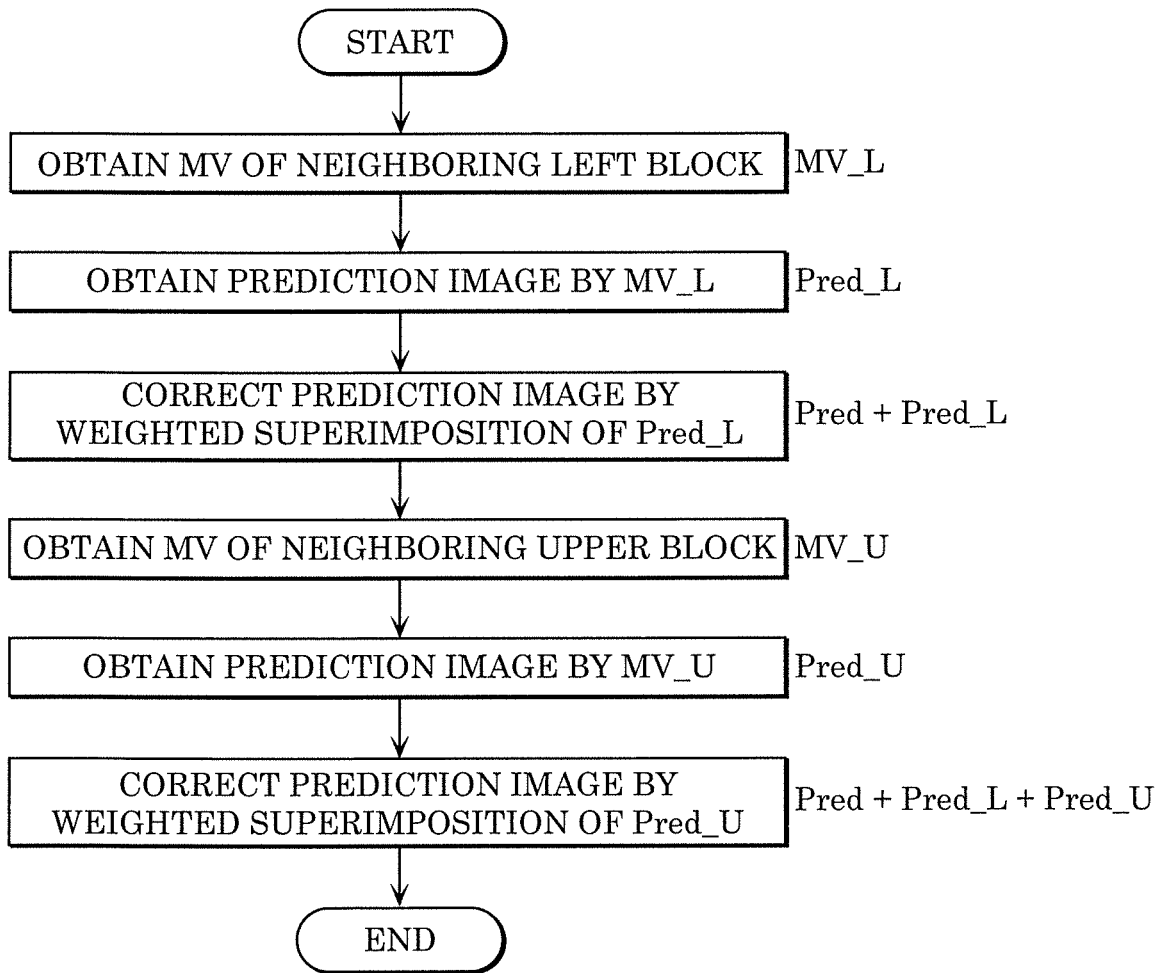 START
OBTAIN MV OF NEIGHBORING LEFT BLOCK MV_L
OBTAIN PREDICTION IMAGE BY MV_L Pred_L
CORRECT PREDICTION IMAGE BY
WEIGHTED SUPERIMPOSITION OF Pred_L
Pred + Pred_L
OBTAIN MV OF NEIGHBORING UPPER BLOCK MV_U
OBTAIN PREDICTION IMAGE BY MV_U Pred_U
CORRECT PREDICTION IMAGE BY
WEIGHTED SUPERIMPOSITION OF Pred_U
Pred + Pred_L + Pred_U
END